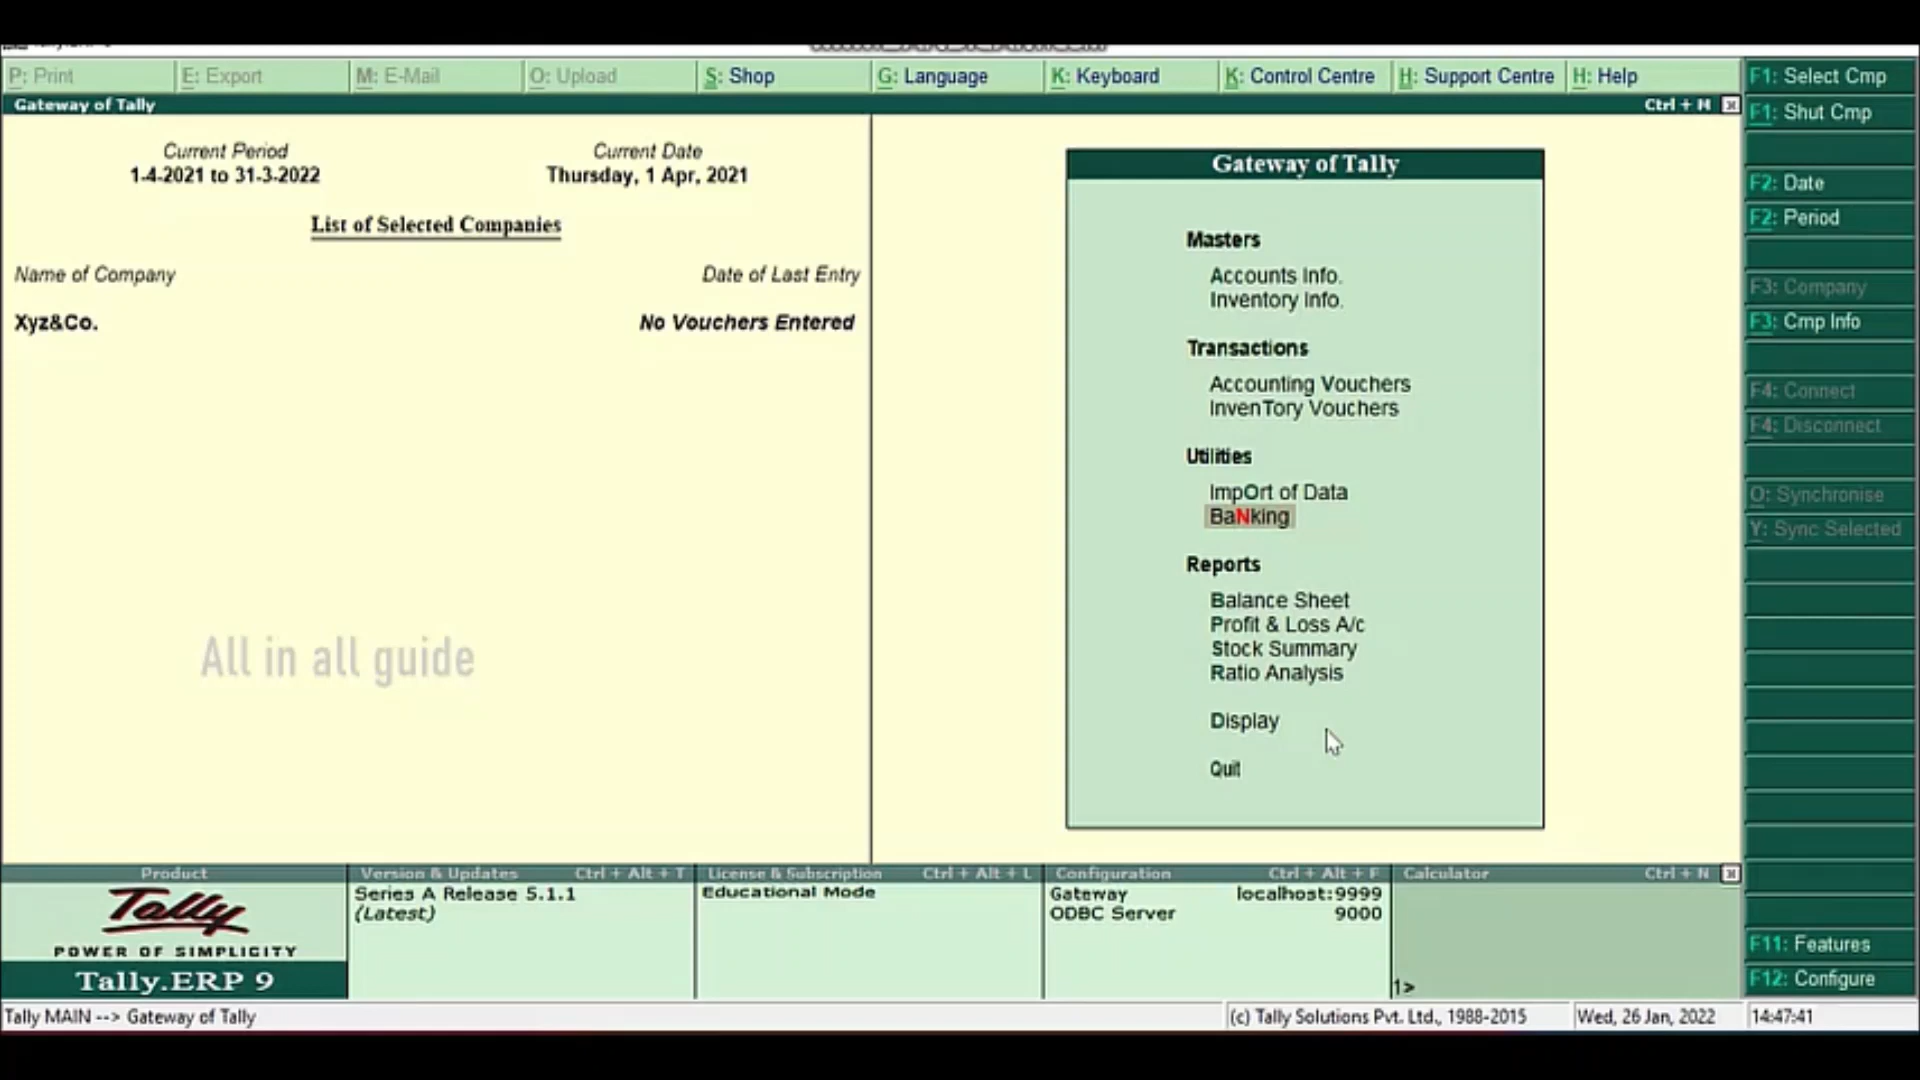 P: Print
E: Export
M: E-Mail
O: Upload
S: Shop
G: Language
K: Keyboard
K: Control Centre
H: Support Centre
H: Help
Gateway of Tally
Ctrl + M
Current Period
1-4-2021 to 31-3-2022
Current Date
Thursday, 1 Apr, 2021
List of Selected Companies
Name of Company
Date of Last Entry
Xyz&Co.
No Vouchers Entered
All in all guide
Gateway of Tally
Masters
Accounts Info.
Inventory Info.
Transactions
Accounting Vouchers
InvenTory Vouchers
Utilities
ImpOrt of Data
BaNking
Reports
Balance Sheet
Profit & Loss A/c
Stock Summary
Ratio Analysis
Display
Quit
F1: Select Cmp
F1: Shut Cmp
F2: Date
F2: Period
F3: Company
F3: Cmp Info
F4: Connect
F4: Disconnect
O: Synchronise
Y: Sync Selected
F11: Features
F12: Configure
Product
Tally
POWER OF SIMPLICITY
Tally.ERP 9
Version & Updates
Ctrl + Alt + T
Series A Release 5.1.1
(Latest)
License & Subscription
Ctrl + Alt + L
Educational Mode
Configuration
Ctrl + Alt + F
Gateway
localhost:9999
ODBC Server
9000
Calculator
Ctrl + N
1>
Tally MAIN --> Gateway of Tally
(c) Tally Solutions Pvt. Ltd., 1988-2015
Wed, 26 Jan, 2022
14:47:41